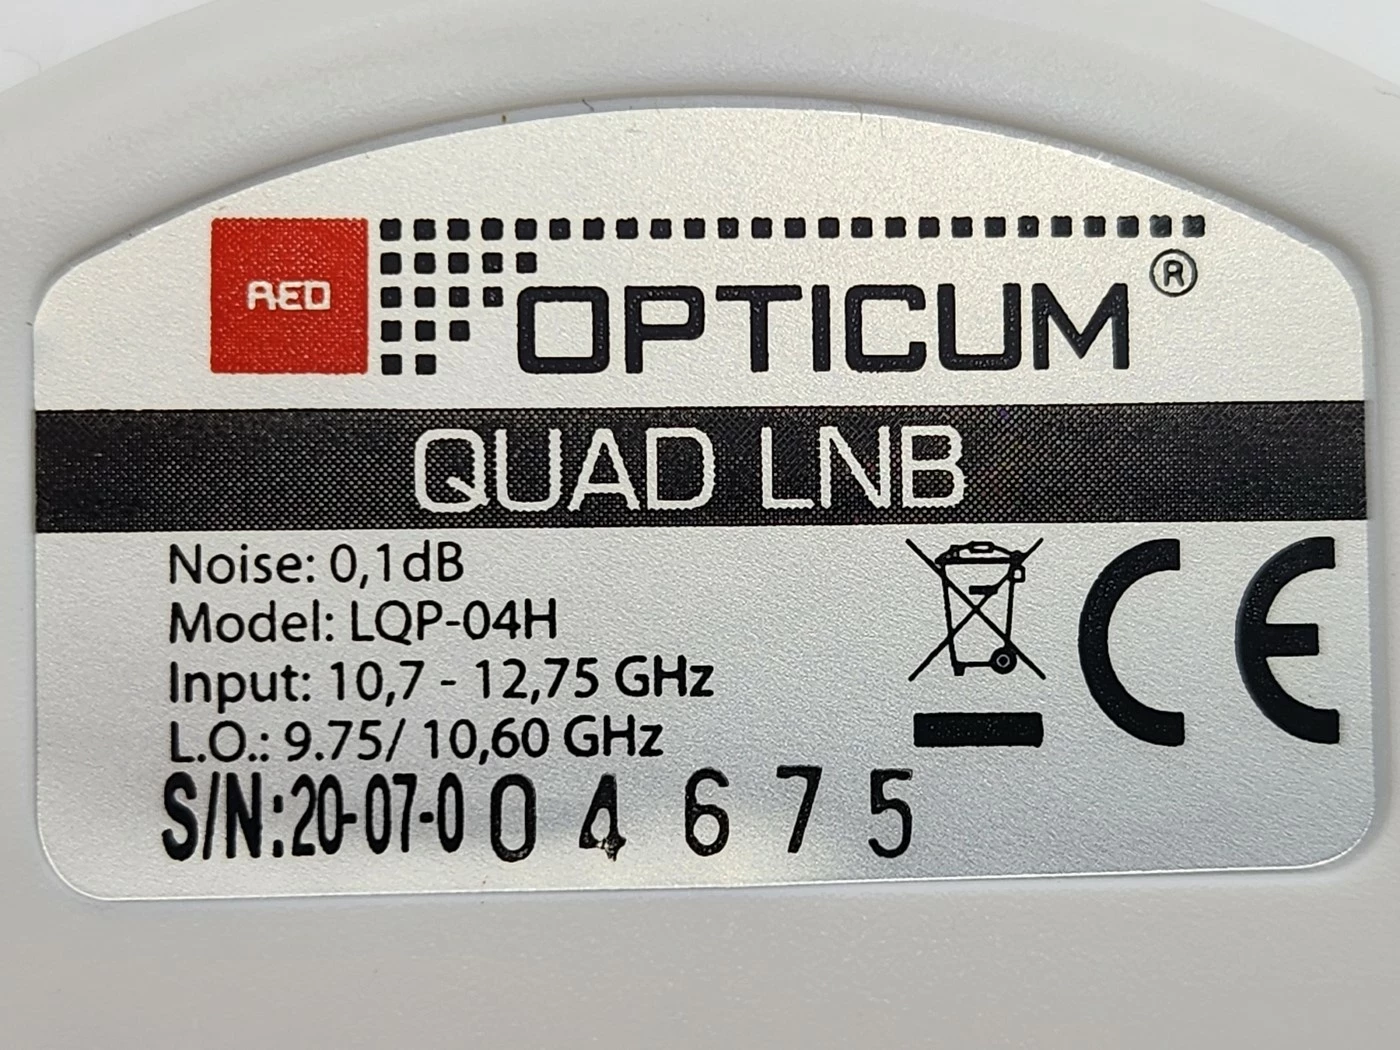 RED
OPTICUM®
QUAD LNB
Noise: 0,1dB
Model: LQP-04H
Input: 10,7 - 12,75 GHz
L.O.: 9.75/ 10,60 GHz
S/N:20-07-0 0 4 6 7 5
CE